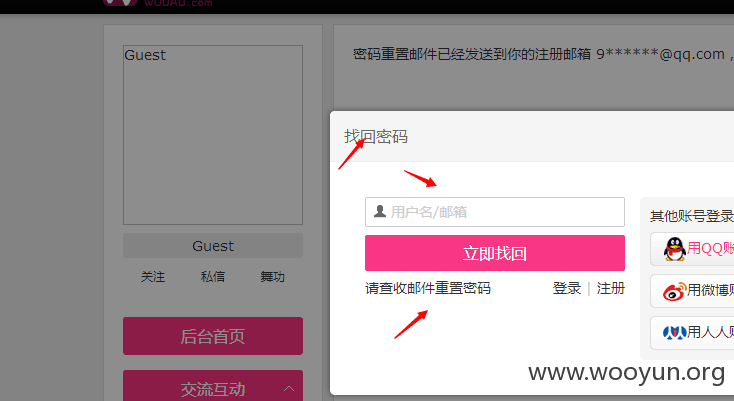 WODAO.com
Guest
密码重置邮件已经发送到你的注册邮箱 9******@qq.com ,
找回密码
用户名/邮箱
其他账号登录
Guest
立即找回
用QQ账
关注 私信 舞功
请查收邮件重置密码 登录 | 注册
用微博账
后台首页
用人人账
交流互动
www.wooyun.org